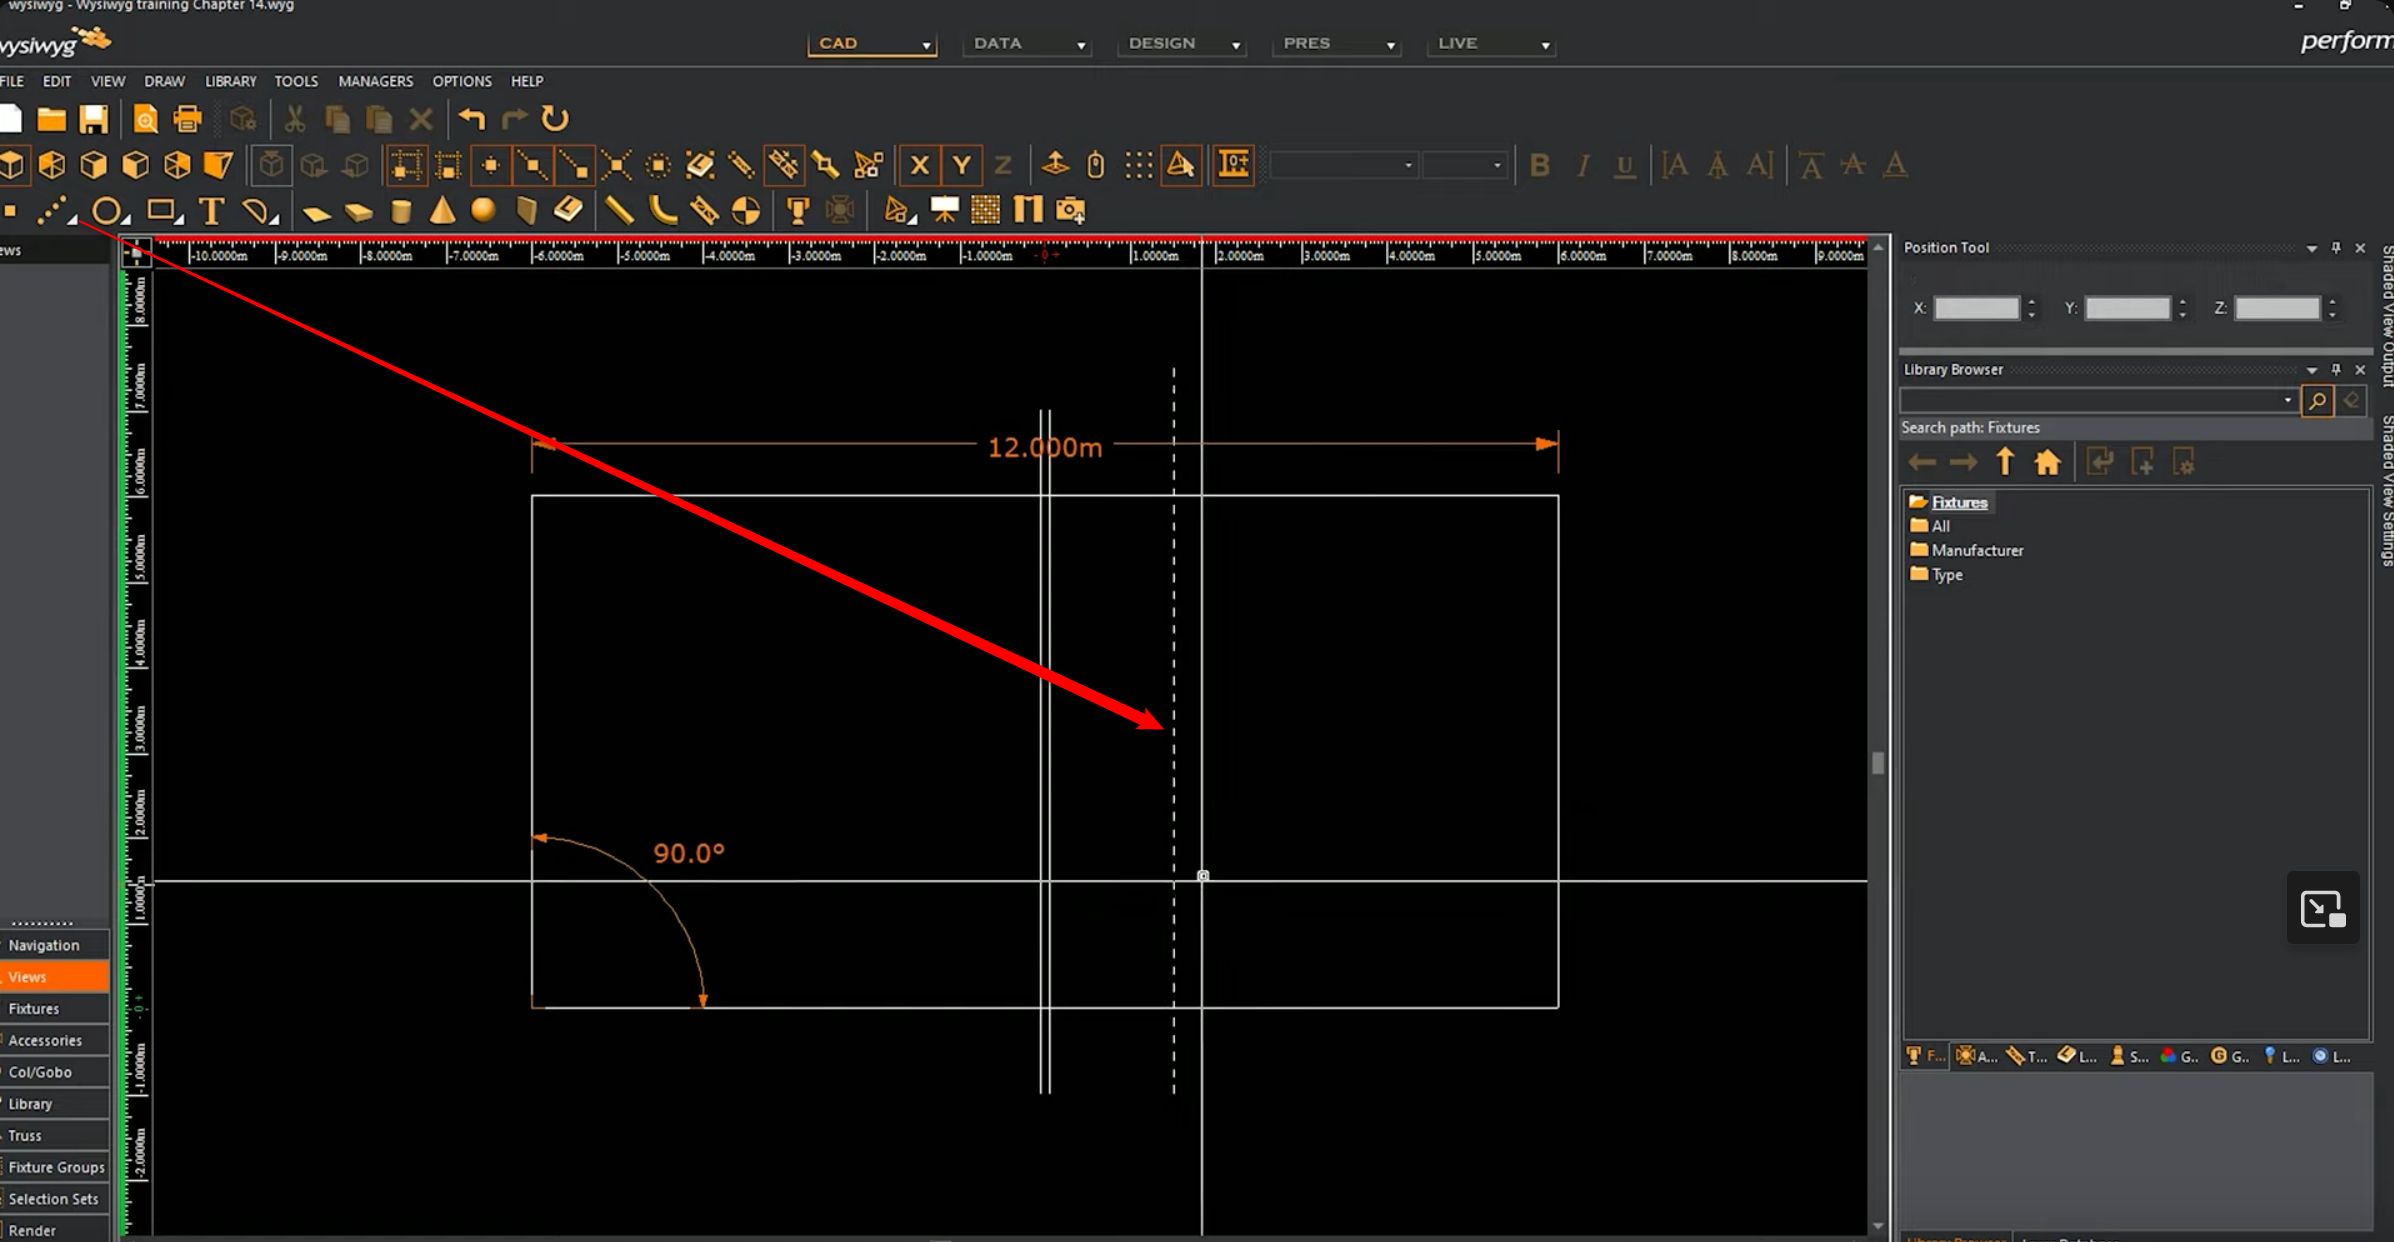 wysiwyg - Wysiwyg training Chapter 14.wyg
wysiwyg
CAD DATA DESIGN PRES LIVE
perform
FILE EDIT VIEW DRAW LIBRARY TOOLS MANAGERS OPTIONS HELP
X Y Z
B I U A A A A A A
T
ews
-10.0000m -9.0000m -8.0000m -7.0000m -6.0000m -5.0000m -4.0000m -3.0000m -2.0000m -1.0000m - 0 + 1.0000m 2.0000m 3.0000m 4.0000m 5.0000m 6.0000m 7.0000m 8.0000m 9.0000m
8.0000m
7.0000m
6.0000m
5.0000m
4.0000m
3.0000m
2.0000m
1.0000m
- 0 +
-1.0000m
-2.0000m
12.000m
90.0°
Navigation
Views
Fixtures
Accessories
Col/Gobo
Library
Truss
Fixture Groups
Selection Sets
Render
Position Tool
X: Y: Z:
Library Browser
Search path: Fixtures
Fixtures
All
Manufacturer
Type
F... A... T... L... S... G.. G.. L... L...
Shaded View Output
Shaded View Settings